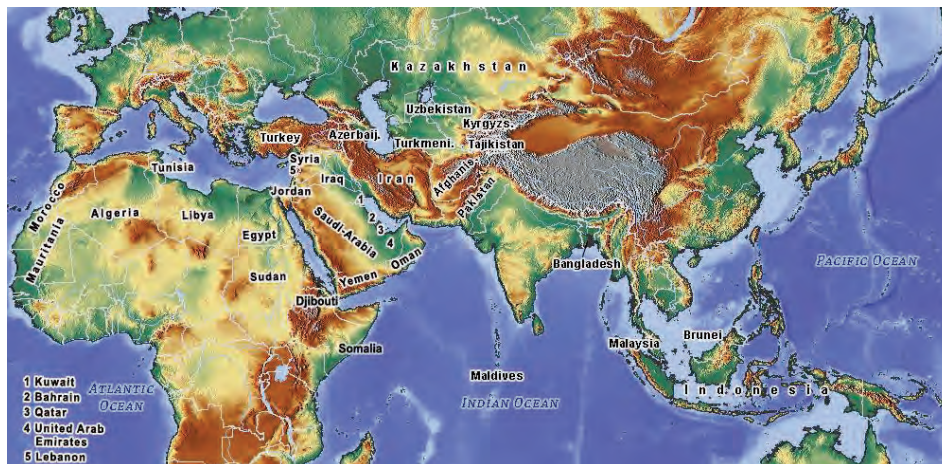 Kazakhstan
Uzbekistan
Kyrgyzs.
Turkey
Azerbaij.
Turkmeni.
Tajikistan
Syria
5
Tunisia
Iraq
Iran
Afghanis.
Pakistan
Jordan
Morocco
Algeria
Libya
Egypt
1
2
3
4
Saudi-Arabia
Mauritania
Sudan
Yemen
Oman
Bangladesh
PACIFIC OCEAN
Djibouti
Somalia
Malaysia
Brunei
Maldives
Indonesia
INDIAN OCEAN
ATLANTIC
OCEAN
1 Kuwait
2 Bahrain
3 Qatar
4 United Arab
Emirates
5 Lebanon